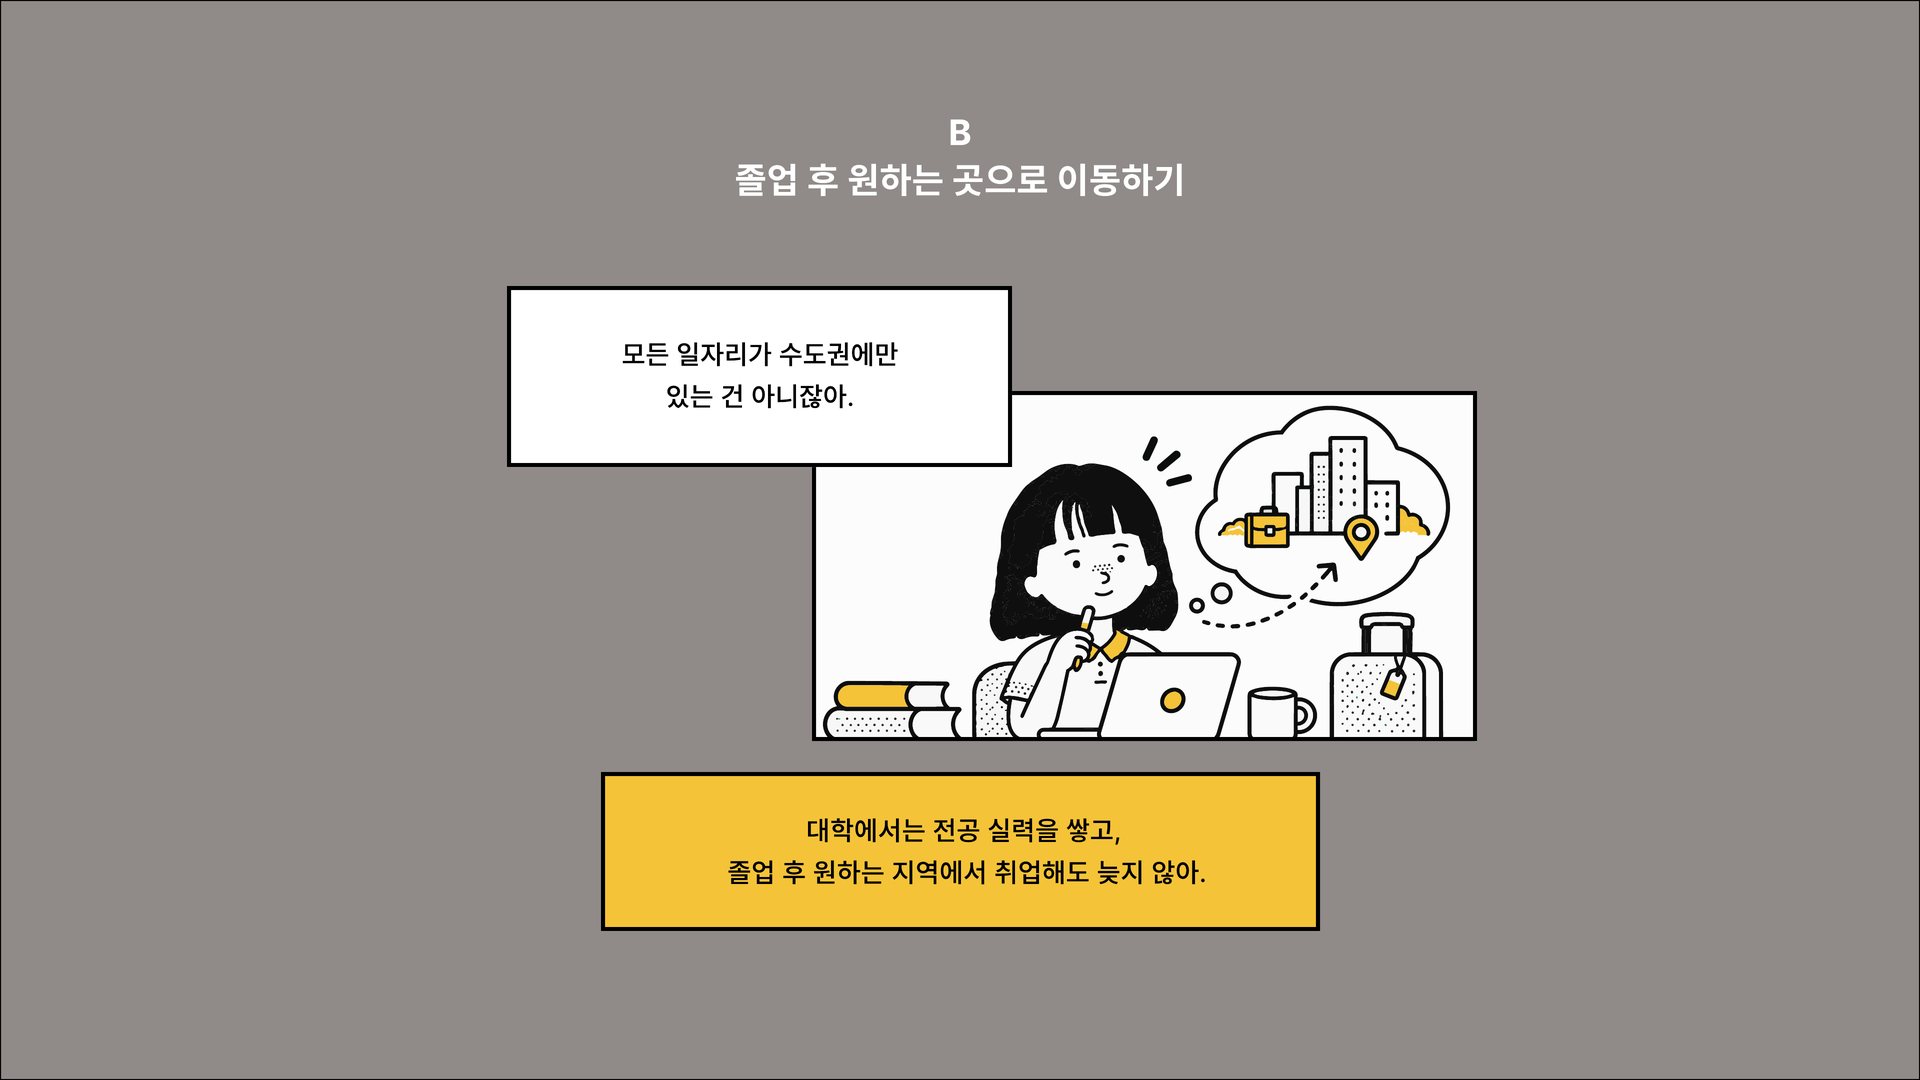 B
졸업 후 원하는 곳으로 이동하기
모든 일자리가 수도권에만
있는 건 아니잖아.
대학에서는 전공 실력을 쌓고,
졸업 후 원하는 지역에서 취업해도 늦지 않아.